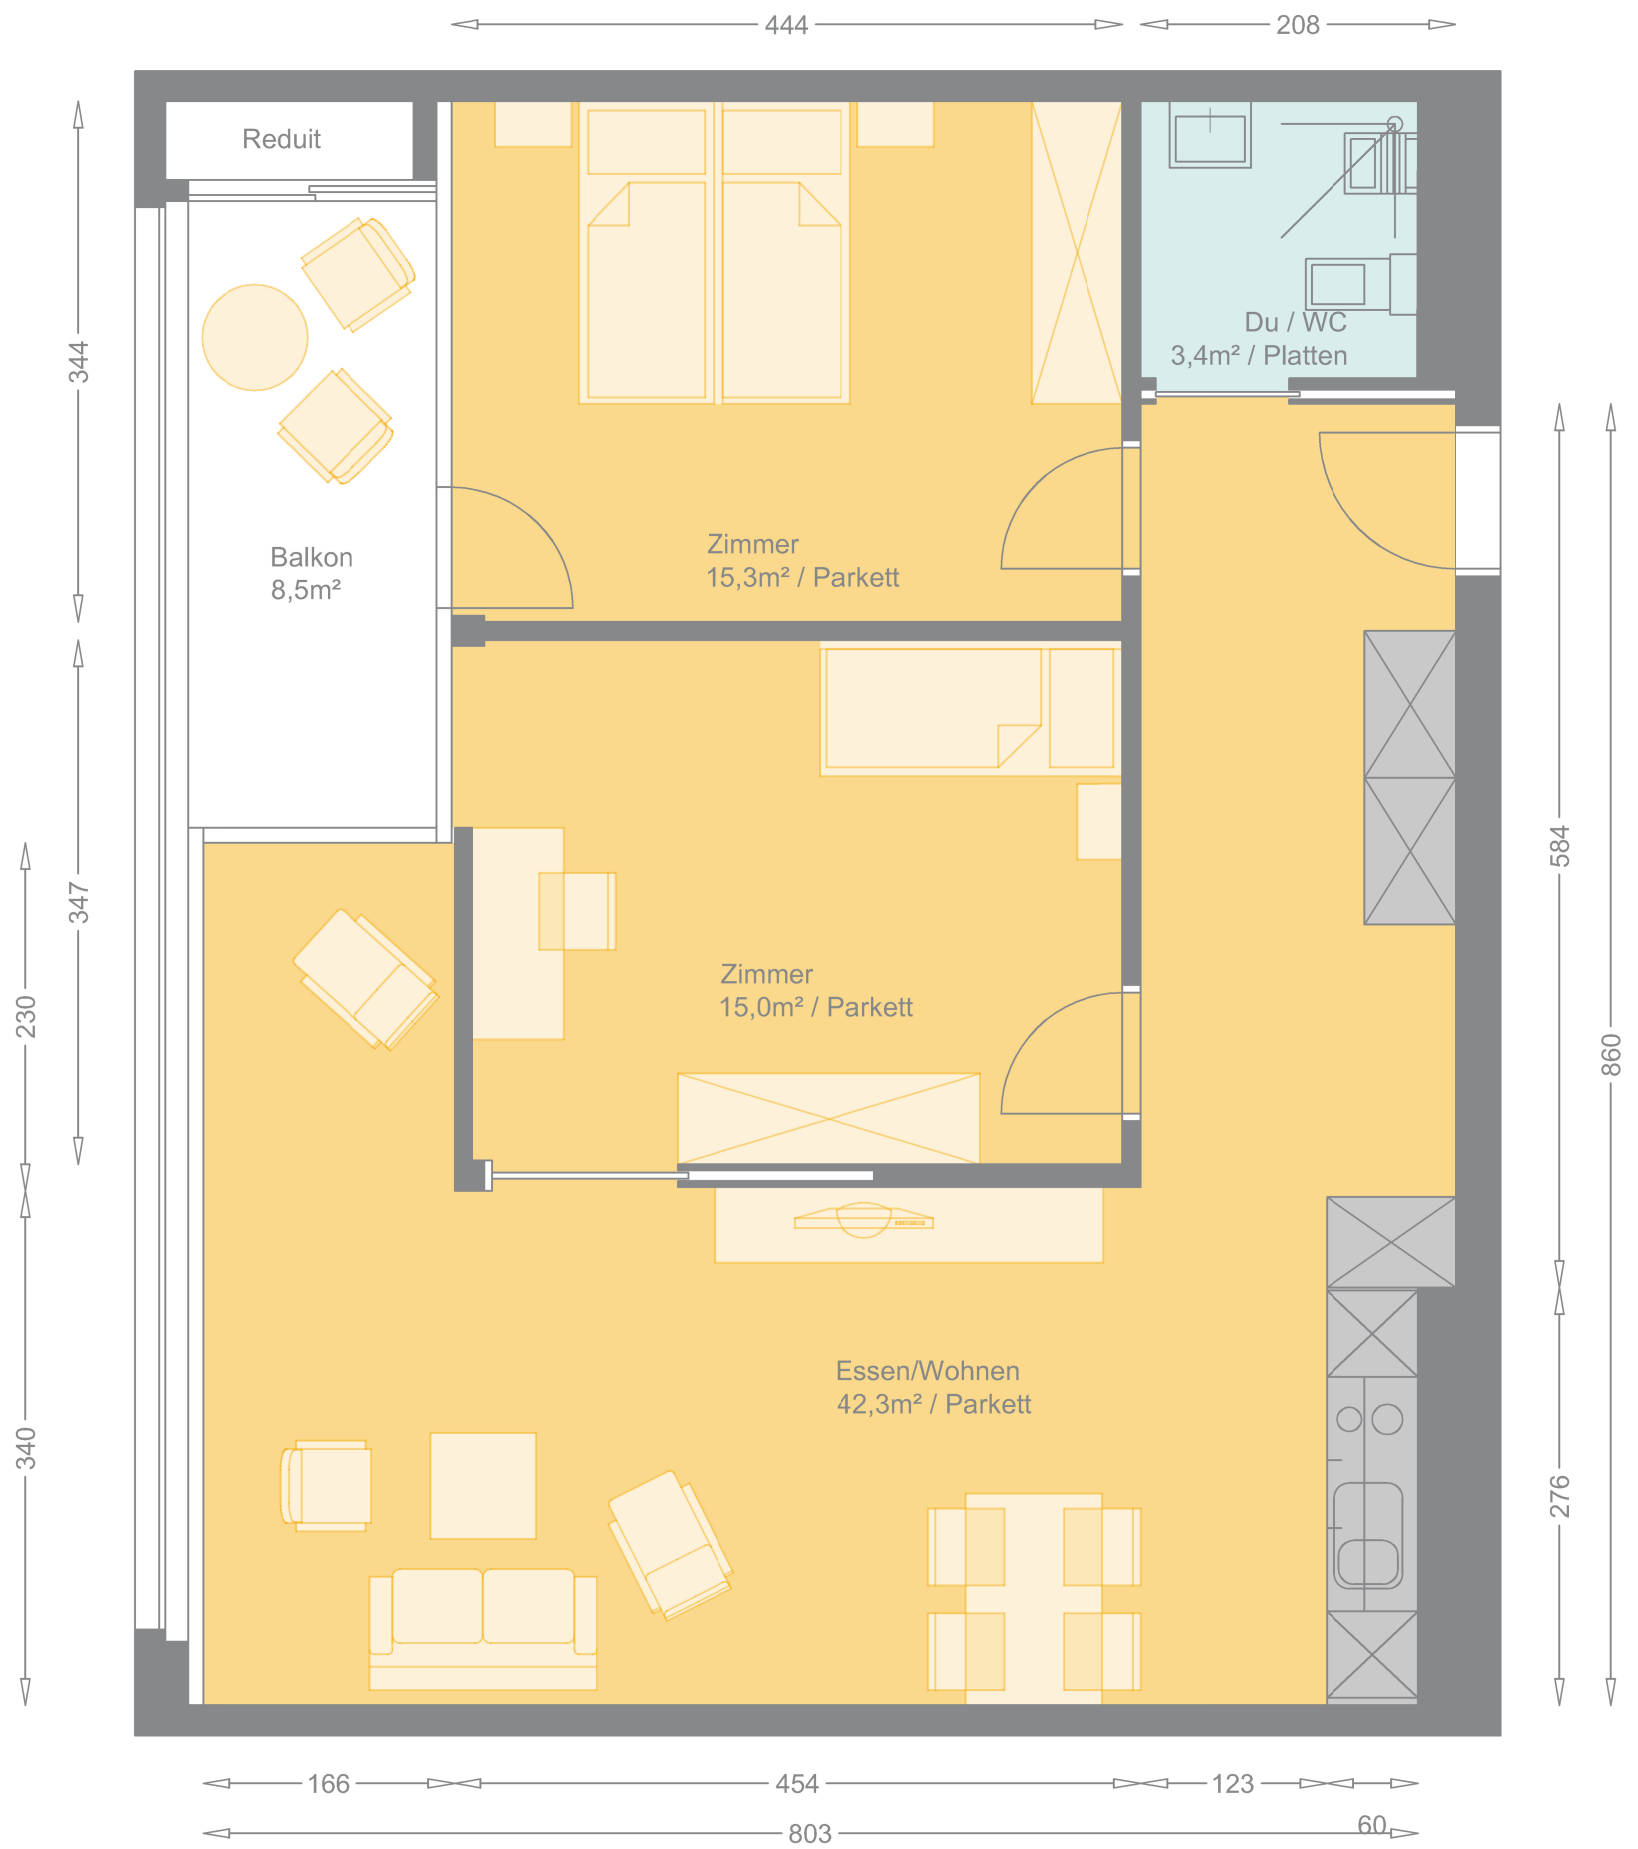 444
208
Reduit
Du / WC
3,4m² / Platten
344
Zimmer
15,3m² / Parkett
Balkon
8,5m²
584
347
Zimmer
15,0m² / Parkett
230
860
Essen/Wohnen
42,3m² / Parkett
340
276
166
454
123
60
803